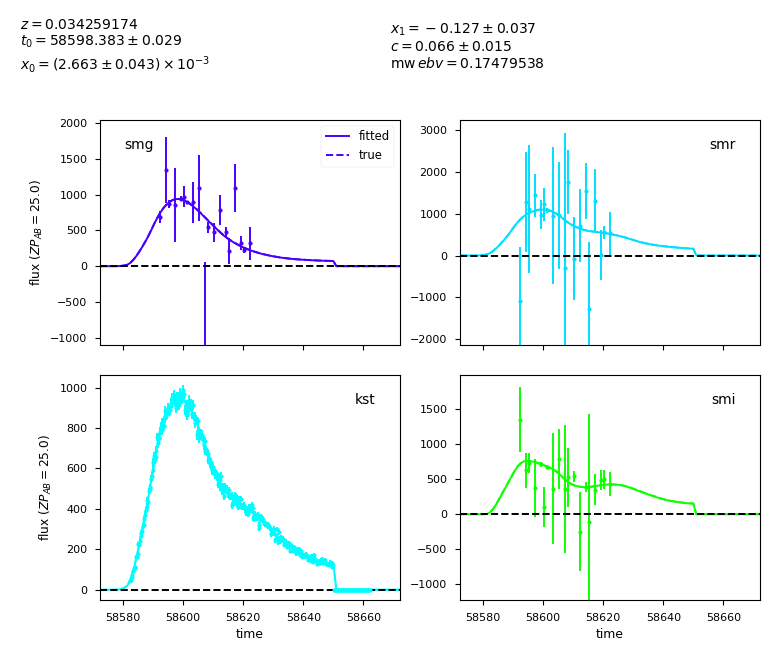 z = 0.034259174
t₀ = 58598.383 ± 0.029
x₀ = (2.663 ± 0.043) × 10⁻³
x₁ = −0.127 ± 0.037
c = 0.066 ± 0.015
mw ebv = 0.17479538
2000
1500
1000
500
0
−500
−1000
flux (ZP_AB = 25.0)
smg
fitted
true
3000
2000
1000
0
−1000
−2000
smr
1000
800
600
400
200
0
flux (ZP_AB = 25.0)
kst
58580 58600 58620 58640 58660
time
1500
1000
500
0
−500
−1000
smi
58580 58600 58620 58640 58660
time